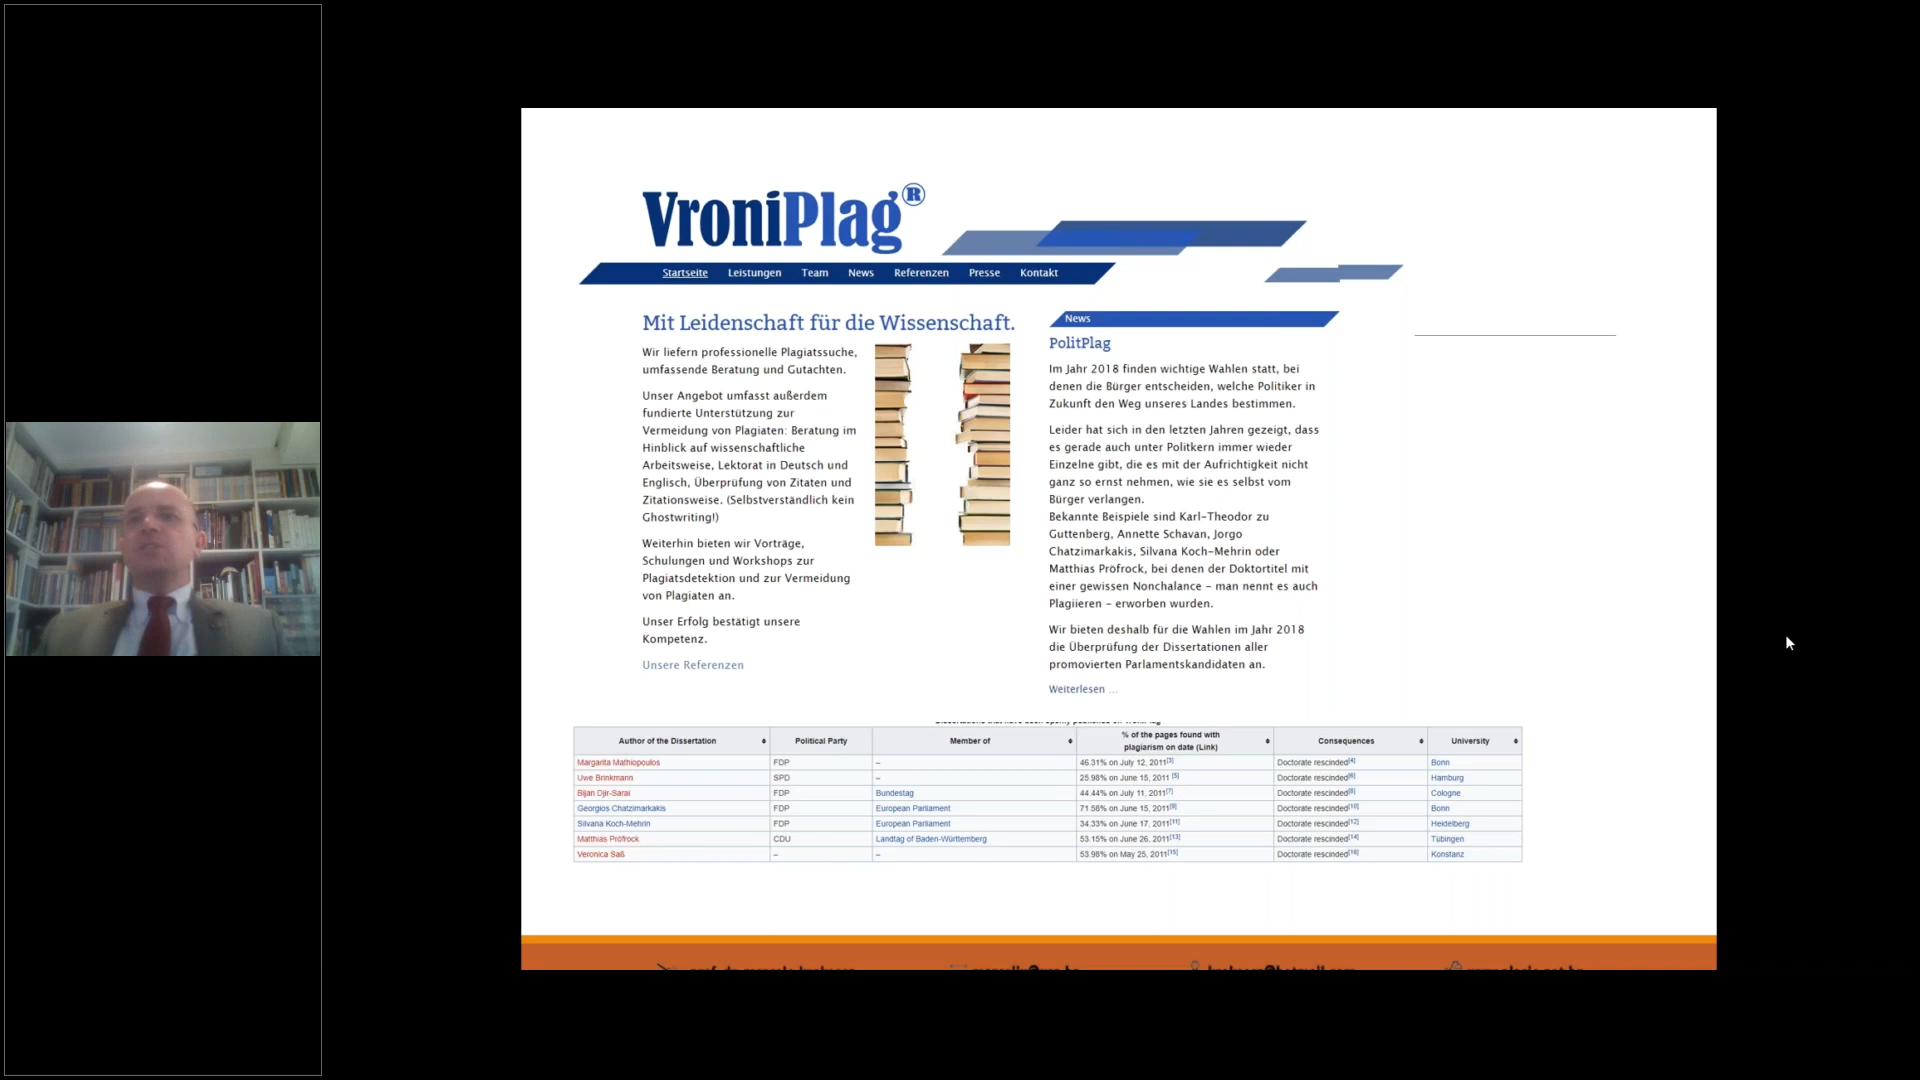 VroniPlag®
Startseite Leistungen Team News Referenzen Presse Kontakt
Mit Leidenschaft für die Wissenschaft.
Wir liefern professionelle Plagiatssuche,
umfassende Beratung und Gutachten.
Unser Angebot umfasst außerdem
fundierte Unterstützung zur
Vermeidung von Plagiaten: Beratung im
Hinblick auf wissenschaftliche
Arbeitsweise, Lektorat in Deutsch und
Englisch, Überprüfung von Zitaten und
Zitationsweise. (Selbstverständlich kein
Ghostwriting!)
Weiterhin bieten wir Vorträge,
Schulungen und Workshops zur
Plagiatsdetektion und zur Vermeidung
von Plagiaten an.
Unser Erfolg bestätigt unsere
Kompetenz.
Unsere Referenzen
News
PolitPlag
Im Jahr 2018 finden wichtige Wahlen statt, bei
denen die Bürger entscheiden, welche Politiker in
Zukunft den Weg unseres Landes bestimmen.
Leider hat sich in den letzten Jahren gezeigt, dass
es gerade auch unter Politkern immer wieder
Einzelne gibt, die es mit der Aufrichtigkeit nicht
ganz so ernst nehmen, wie sie es selbst vom
Bürger verlangen.
Bekannte Beispiele sind Karl-Theodor zu
Guttenberg, Annette Schavan, Jorgo
Chatzimarkakis, Silvana Koch-Mehrin oder
Matthias Pröfrock, bei denen der Doktortitel mit
einer gewissen Nonchalance – man nennt es auch
Plagiieren – erworben wurden.
Wir bieten deshalb für die Wahlen im Jahr 2018
die Überprüfung der Dissertationen aller
promovierten Parlamentskandidaten an.
Weiterlesen ...
Author of the Dissertation Political Party Member of % of the pages found with plagiarism on date (Link) Consequences University
Margarita Mathiopoulos FDP – 46.31% on July 12, 2011[3] Doctorate rescinded[4] Bonn
Uwe Brinkmann SPD – 25.98% on June 15, 2011 [5] Doctorate rescinded[6] Hamburg
Bijan Djir-Sarai FDP Bundestag 44.44% on July 11, 2011[7] Doctorate rescinded[8] Cologne
Georgios Chatzimarkakis FDP European Parliament 71.58% on June 15, 2011[9] Doctorate rescinded[10] Bonn
Silvana Koch-Mehrin FDP European Parliament 34.33% on June 17, 2011[11] Doctorate rescinded[12] Heidelberg
Matthias Pröfrock CDU Landtag of Baden-Württemberg 53.15% on June 26, 2011[13] Doctorate rescinded[14] Tübingen
Veronica Saß – – 53.98% on May 25, 2011[15] Doctorate rescinded[16] Konstanz